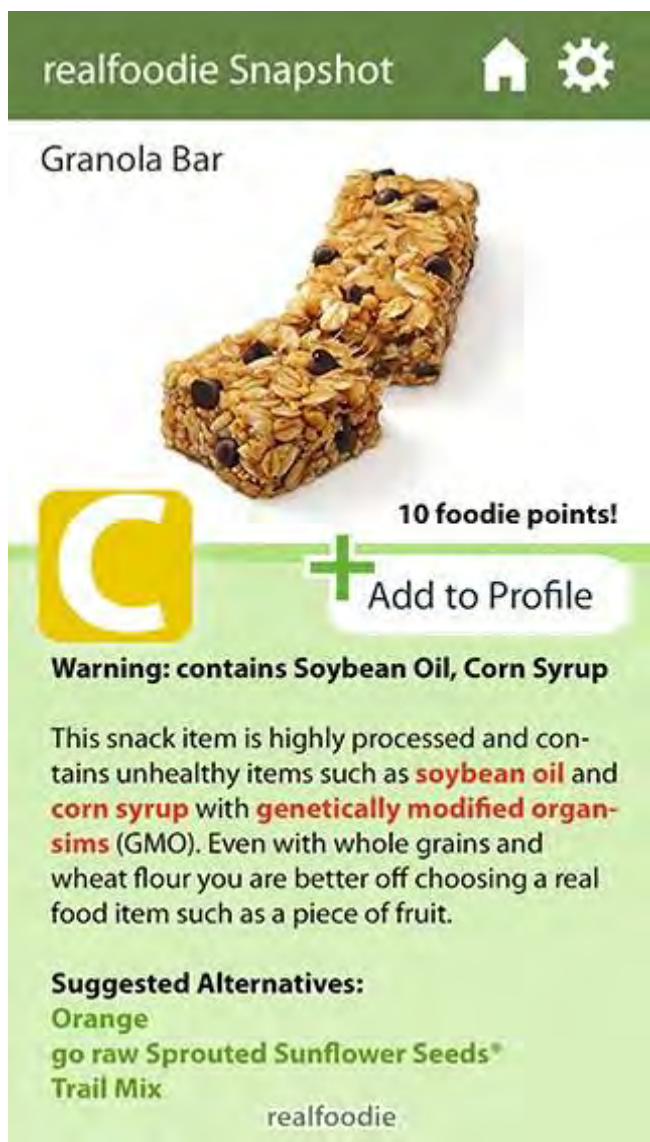 realfoodie Snapshot
Granola Bar
10 foodie points!
C
Add to Profile
Warning: contains Soybean Oil, Corn Syrup
This snack item is highly processed and con-
tains unhealthy items such as soybean oil and
corn syrup with genetically modified organ-
sims (GMO). Even with whole grains and
wheat flour you are better off choosing a real
food item such as a piece of fruit.
Suggested Alternatives:
Orange
go raw Sprouted Sunflower Seeds®
Trail Mix
realfoodie